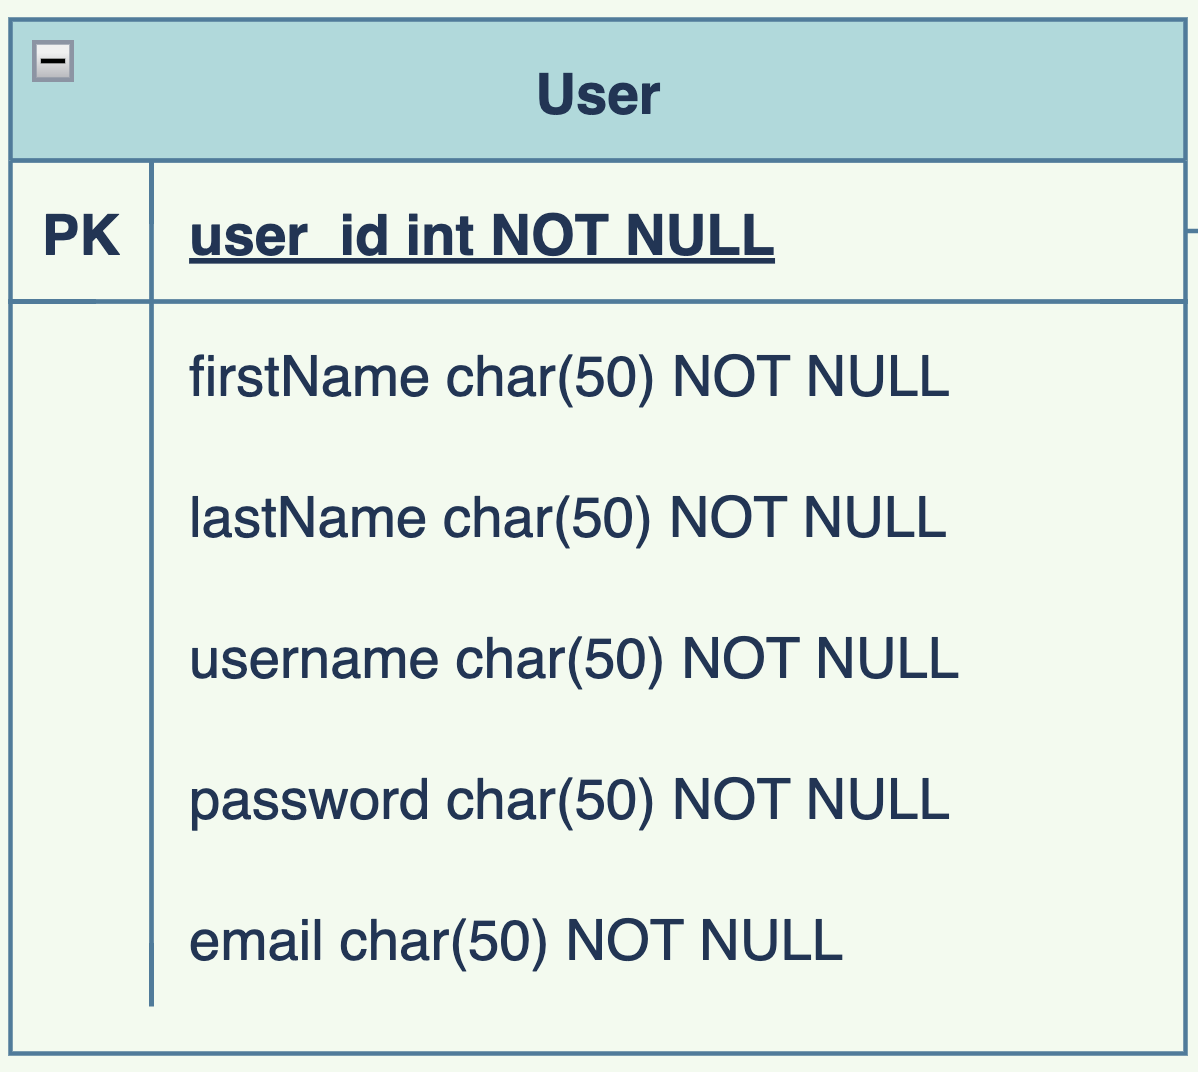 User
PK user_id int NOT NULL
firstName char(50) NOT NULL
lastName char(50) NOT NULL
username char(50) NOT NULL
password char(50) NOT NULL
email char(50) NOT NULL